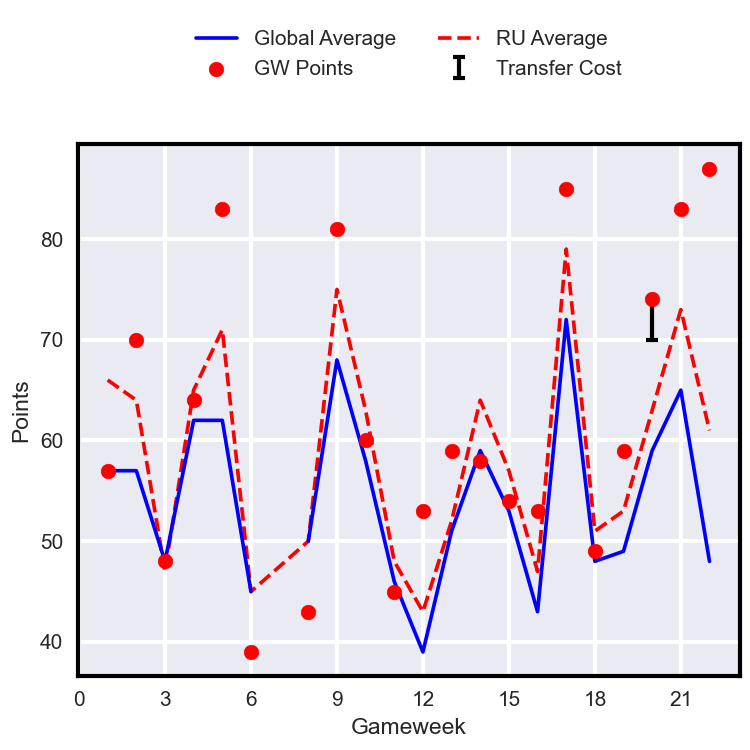 Global Average
RU Average
GW Points
Transfer Cost
80
70
60
50
40
Points
0 3 6 9 12 15 18 21
Gameweek